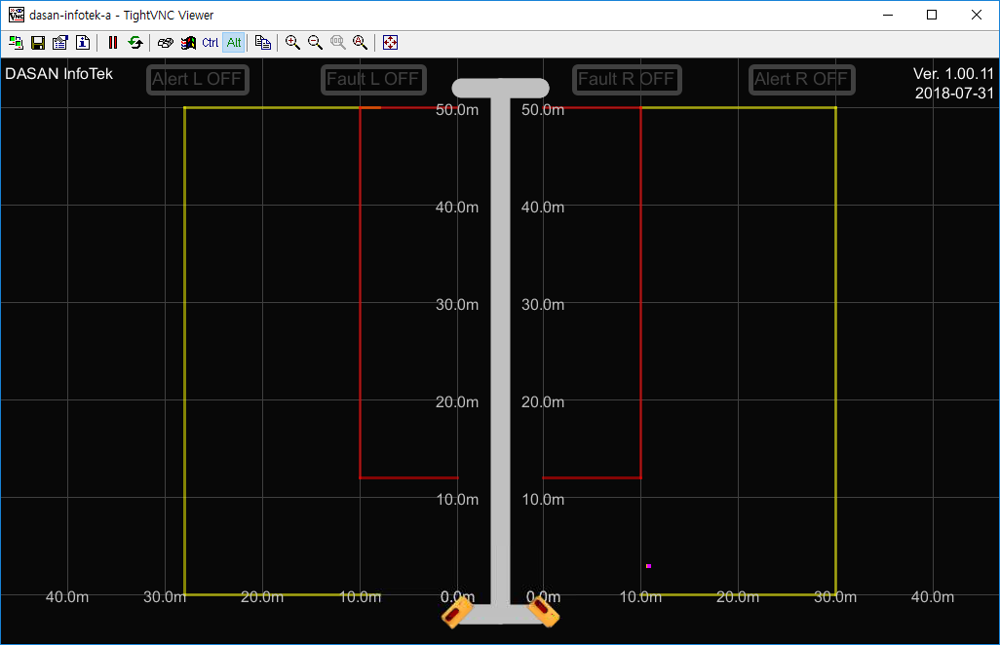 dasan-infotek-a - TightVNC Viewer
Ctrl Alt
DASAN InfoTek
Alert L OFF
Fault L OFF
Fault R OFF
Alert R OFF
Ver. 1.00.11
2018-07-31
50.0m 50.0m
40.0m 40.0m
30.0m 30.0m
20.0m 20.0m
10.0m 10.0m
40.0m 30.0m 20.0m 10.0m 0.0m 0.0m 10.0m 20.0m 30.0m 40.0m